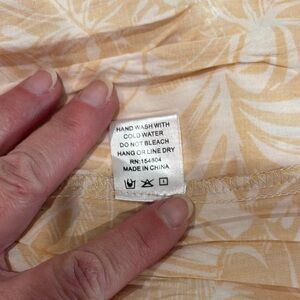 HAND WASH WITH
COLD WATER
DO NOT BLEACH
HANG OR LINE DRY
RN:154804
MADE IN CHINA